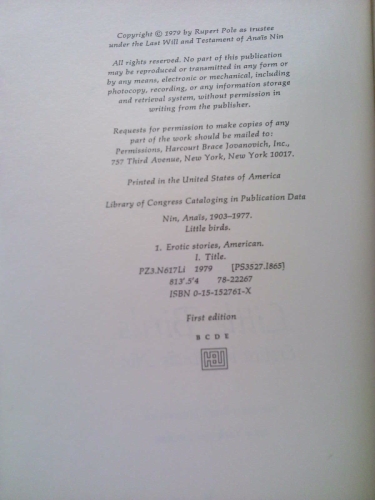 Copyright © 1979 by Rupert Pole as trustee
under the Last Will and Testament of Anaïs Nin
All rights reserved. No part of this publication
may be reproduced or transmitted in any form or
by any means, electronic or mechanical, including
photocopy, recording, or any information storage
and retrieval system, without permission in
writing from the publisher.
Requests for permission to make copies of any
part of the work should be mailed to:
Permissions, Harcourt Brace Jovanovich, Inc.,
757 Third Avenue, New York, New York 10017.
Printed in the United States of America
Library of Congress Cataloging in Publication Data
Nin, Anaïs, 1903-1977.
Little birds.
1. Erotic stories, American.
I. Title.
PZ3.N617Li 1979 [PS3527.I865]
813'.5'4 78-22267
ISBN 0-15-152761-X
First edition
B C D E